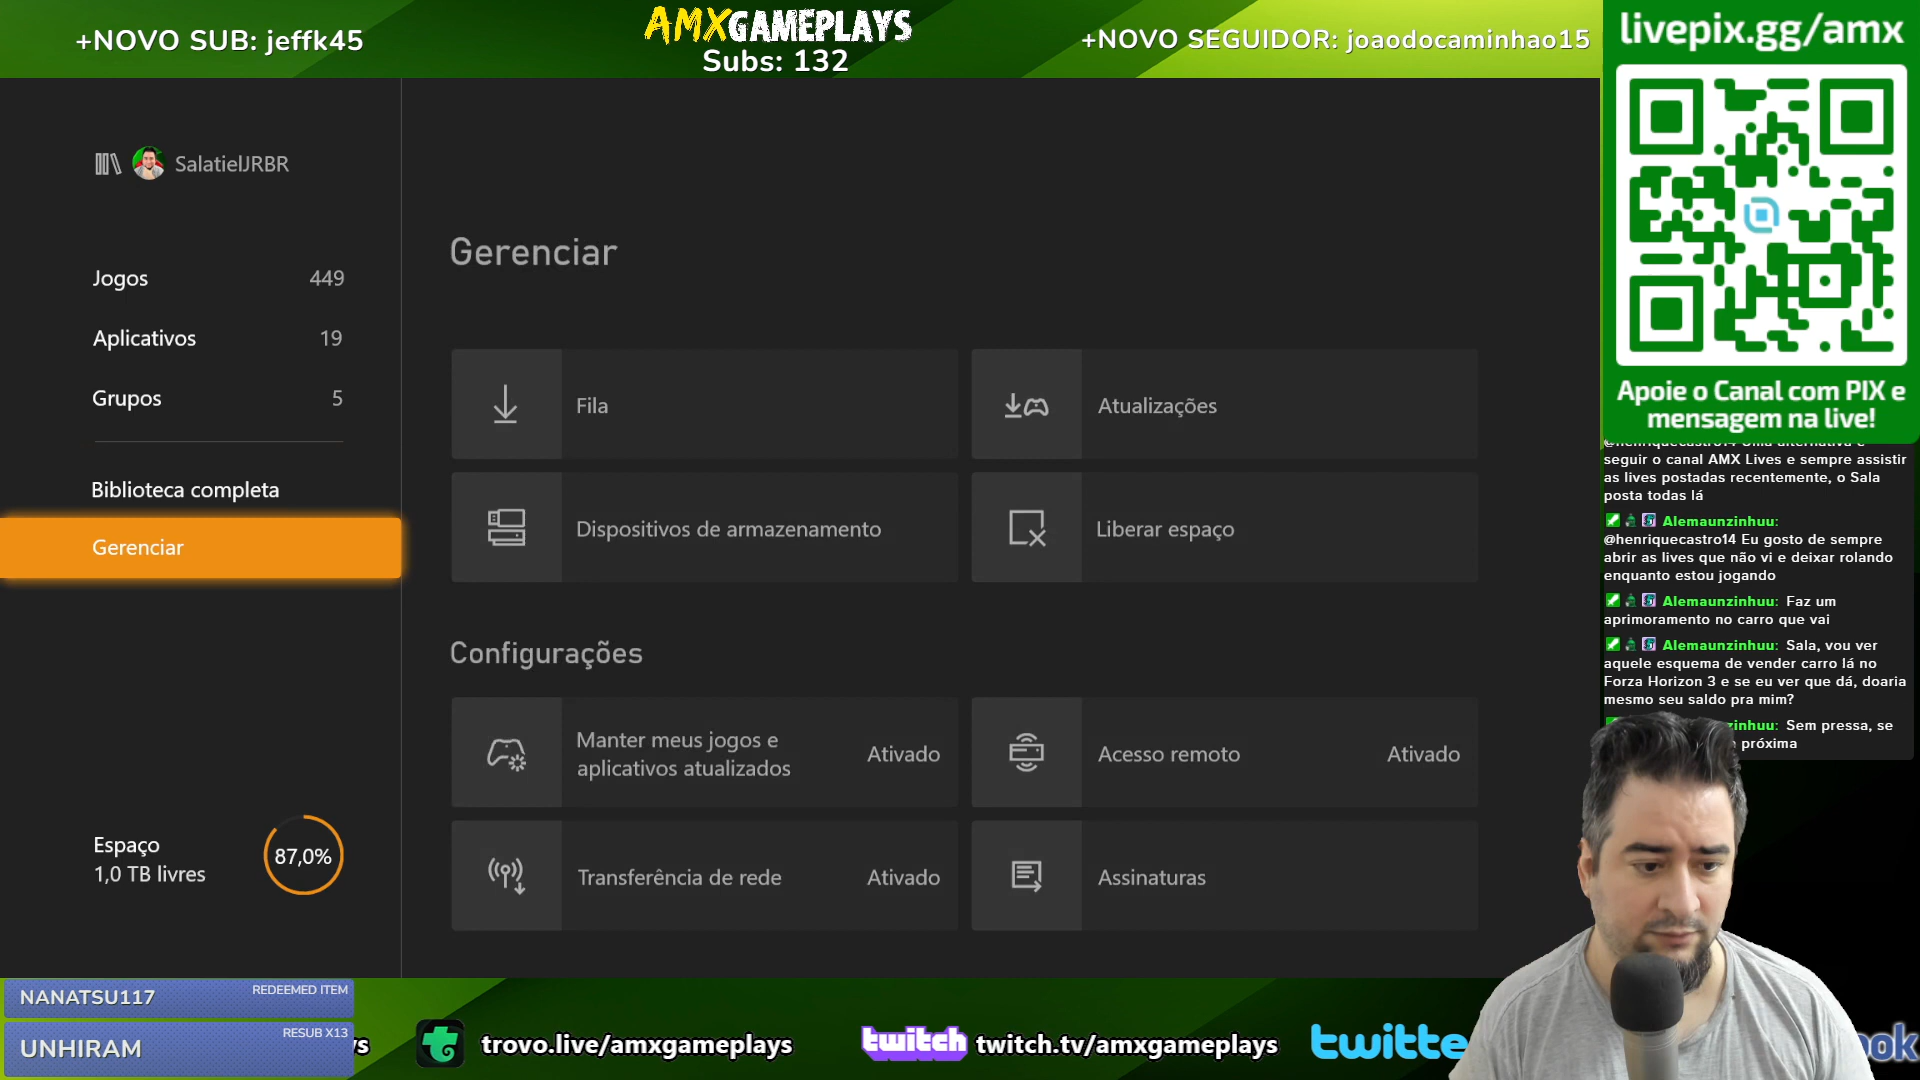 +NOVO SUB: jeffk45
AMXGAMEPLAYS
Subs: 132
+NOVO SEGUIDOR: joaodocaminhao15
livepix.gg/amx
Apoie o Canal com PIX e
mensagem na live!
SalatielJRBR
Jogos 449
Aplicativos 19
Grupos 5
Biblioteca completa
Gerenciar
Espaço
1,0 TB livres
87,0%
Gerenciar
Fila
Atualizações
Dispositivos de armazenamento
Liberar espaço
Configurações
Manter meus jogos e
aplicativos atualizados
Ativado
Acesso remoto
Ativado
Transferência de rede
Ativado
Assinaturas
@henriquecastro14 Uma alternativa é
seguir o canal AMX Lives e sempre assistir
as lives postadas recentemente, o Sala
posta todas lá
Alemaunzinhuu:
@henriquecastro14 Eu gosto de sempre
abrir as lives que não vi e deixar rolando
enquanto estou jogando
Alemaunzinhuu: Faz um
aprimoramento no carro que vai
Alemaunzinhuu: Sala, vou ver
aquele esquema de vender carro lá no
Forza Horizon 3 e se eu ver que dá, doaria
mesmo seu saldo pra mim?
zinhuu: Sem pressa, se
próxima
NANATSU117
REDEEMED ITEM
UNHIRAM
RESUB X13
ys
trovo.live/amxgameplays
twitch
twitch.tv/amxgameplays
twitte
ook